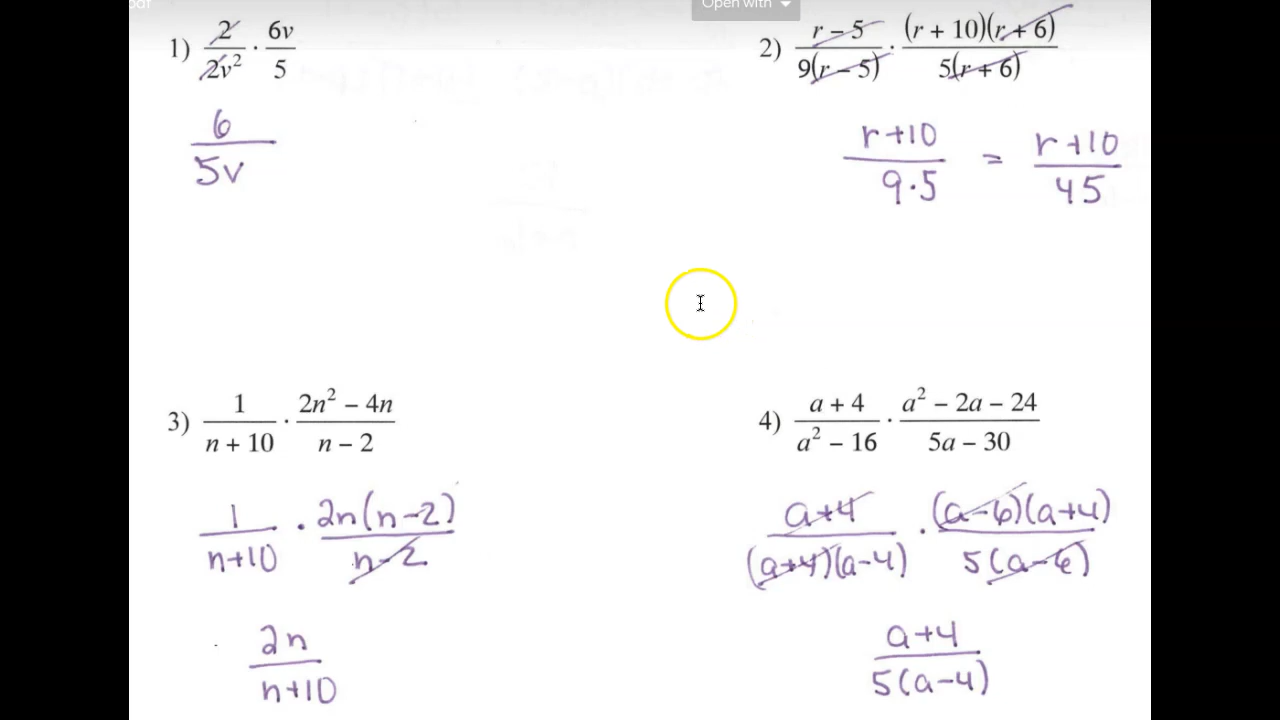 pdf
Open with
1) 2/2v² · 6v/5
6/5v
2) r − 5/9(r − 5) · (r + 10)(r + 6)/5(r + 6)
r+10/9·5 = r+10/45
3) 1/n + 10 · 2n² − 4n/n − 2
1/n+10 · 2n(n−2)/n−2
2n/n+10
4) a + 4/a² − 16 · a² − 2a − 24/5a − 30
a+4/(a+4)(a−4) · (a−6)(a+4)/5(a−6)
a+4/5(a−4)